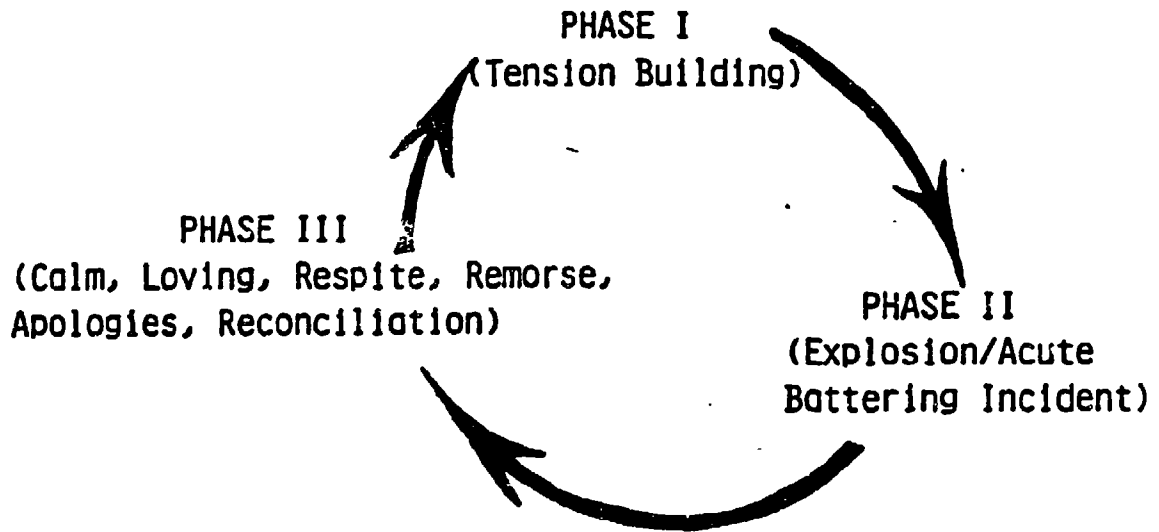 PHASE I
(Tension Building)
PHASE II
(Explosion/Acute
Battering Incident)
PHASE III
(Calm, Loving, Respite, Remorse,
Apologies, Reconciliation)